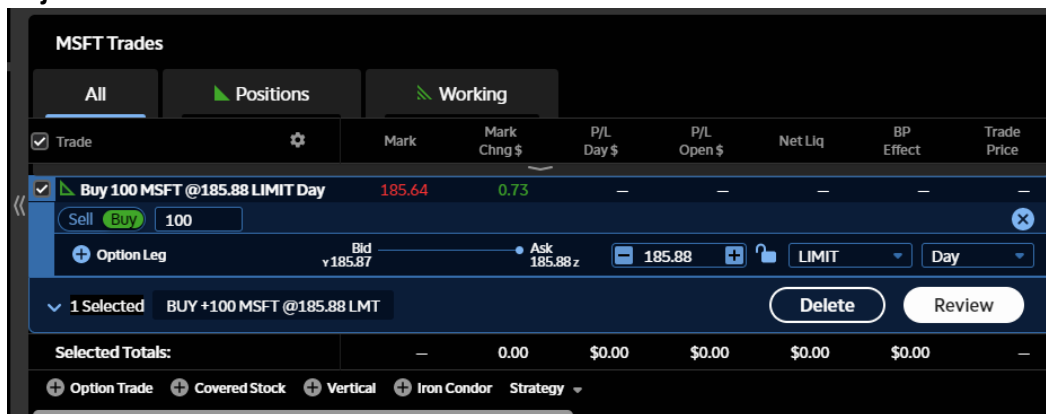 MSFT Trades
All Positions Working
Trade Mark Mark Chng $ P/L Day $ P/L Open $ Net Liq BP Effect Trade Price
Buy 100 MSFT @185.88 LIMIT Day 185.64 0.73 — — — — —
Sell Buy 100
Option Leg Bid Y 185.87 Ask 185.88 z 185.88 LIMIT Day
1 Selected BUY +100 MSFT @185.88 LMT Delete Review
Selected Totals: — 0.00 $0.00 $0.00 $0.00 $0.00 —
Option Trade Covered Stock Vertical Iron Condor Strategy